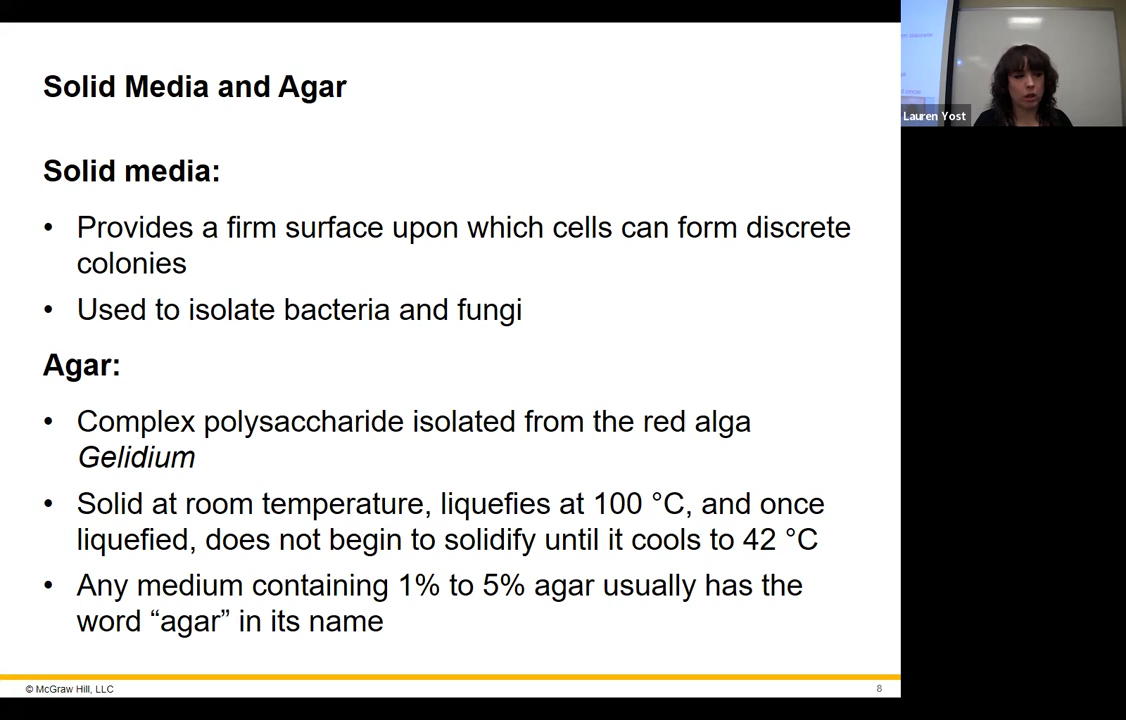 Solid Media and Agar
Solid media:
• Provides a firm surface upon which cells can form discrete
colonies
• Used to isolate bacteria and fungi
Agar:
• Complex polysaccharide isolated from the red alga
Gelidium
• Solid at room temperature, liquefies at 100 °C, and once
liquefied, does not begin to solidify until it cools to 42 °C
• Any medium containing 1% to 5% agar usually has the
word “agar” in its name
© McGraw Hill, LLC
8
Lauren Yost